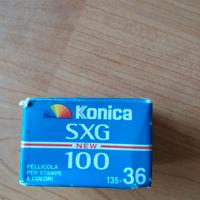 Konica
SXG
NEW
100
PELLICOLA
PER STAMPE
A COLORI
135-36